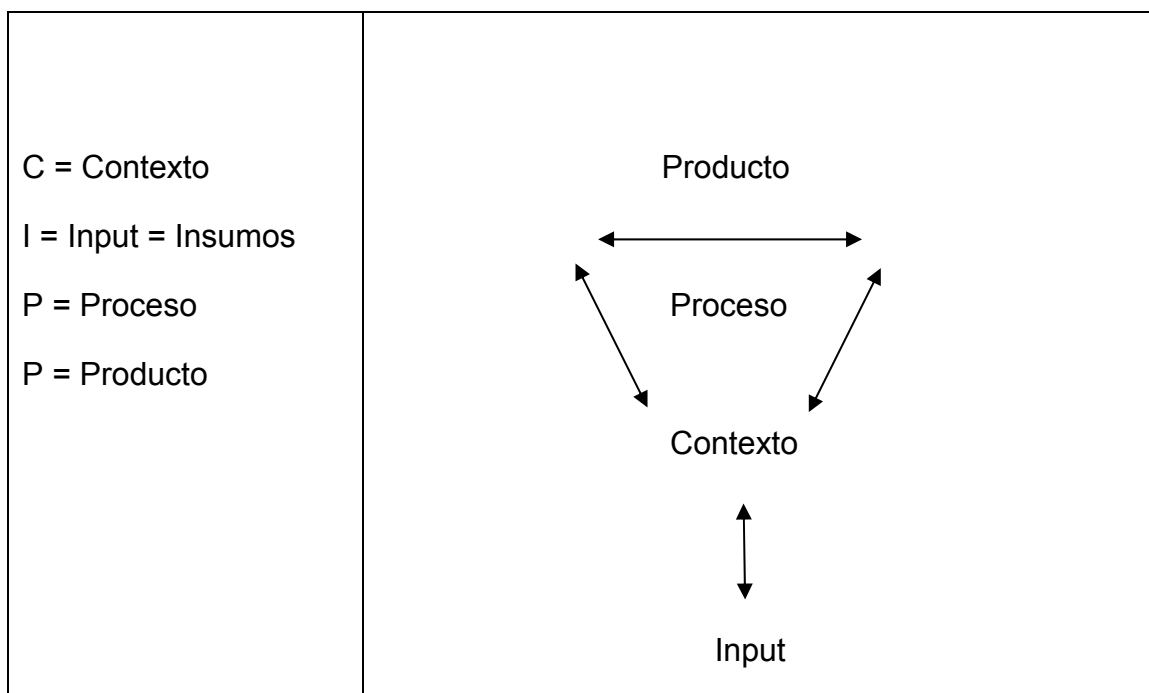 C = Contexto
I = Input = Insumos
P = Proceso
P = Producto
Producto
Proceso
Contexto
Input